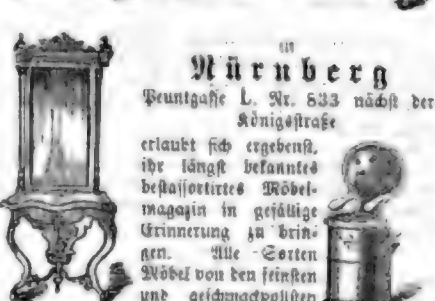 in
Nürnberg
Peuntgasse L. Nr. 833 nächst der
Königsstraße
erlaubt sich ergebenst,
ihr längst bekanntes
bestassortirtes Möbel-
magazin in gefällige
Erinnerung zu brin-
gen. Alle Sorten
Möbel von den feinsten
und geschmackvollsten